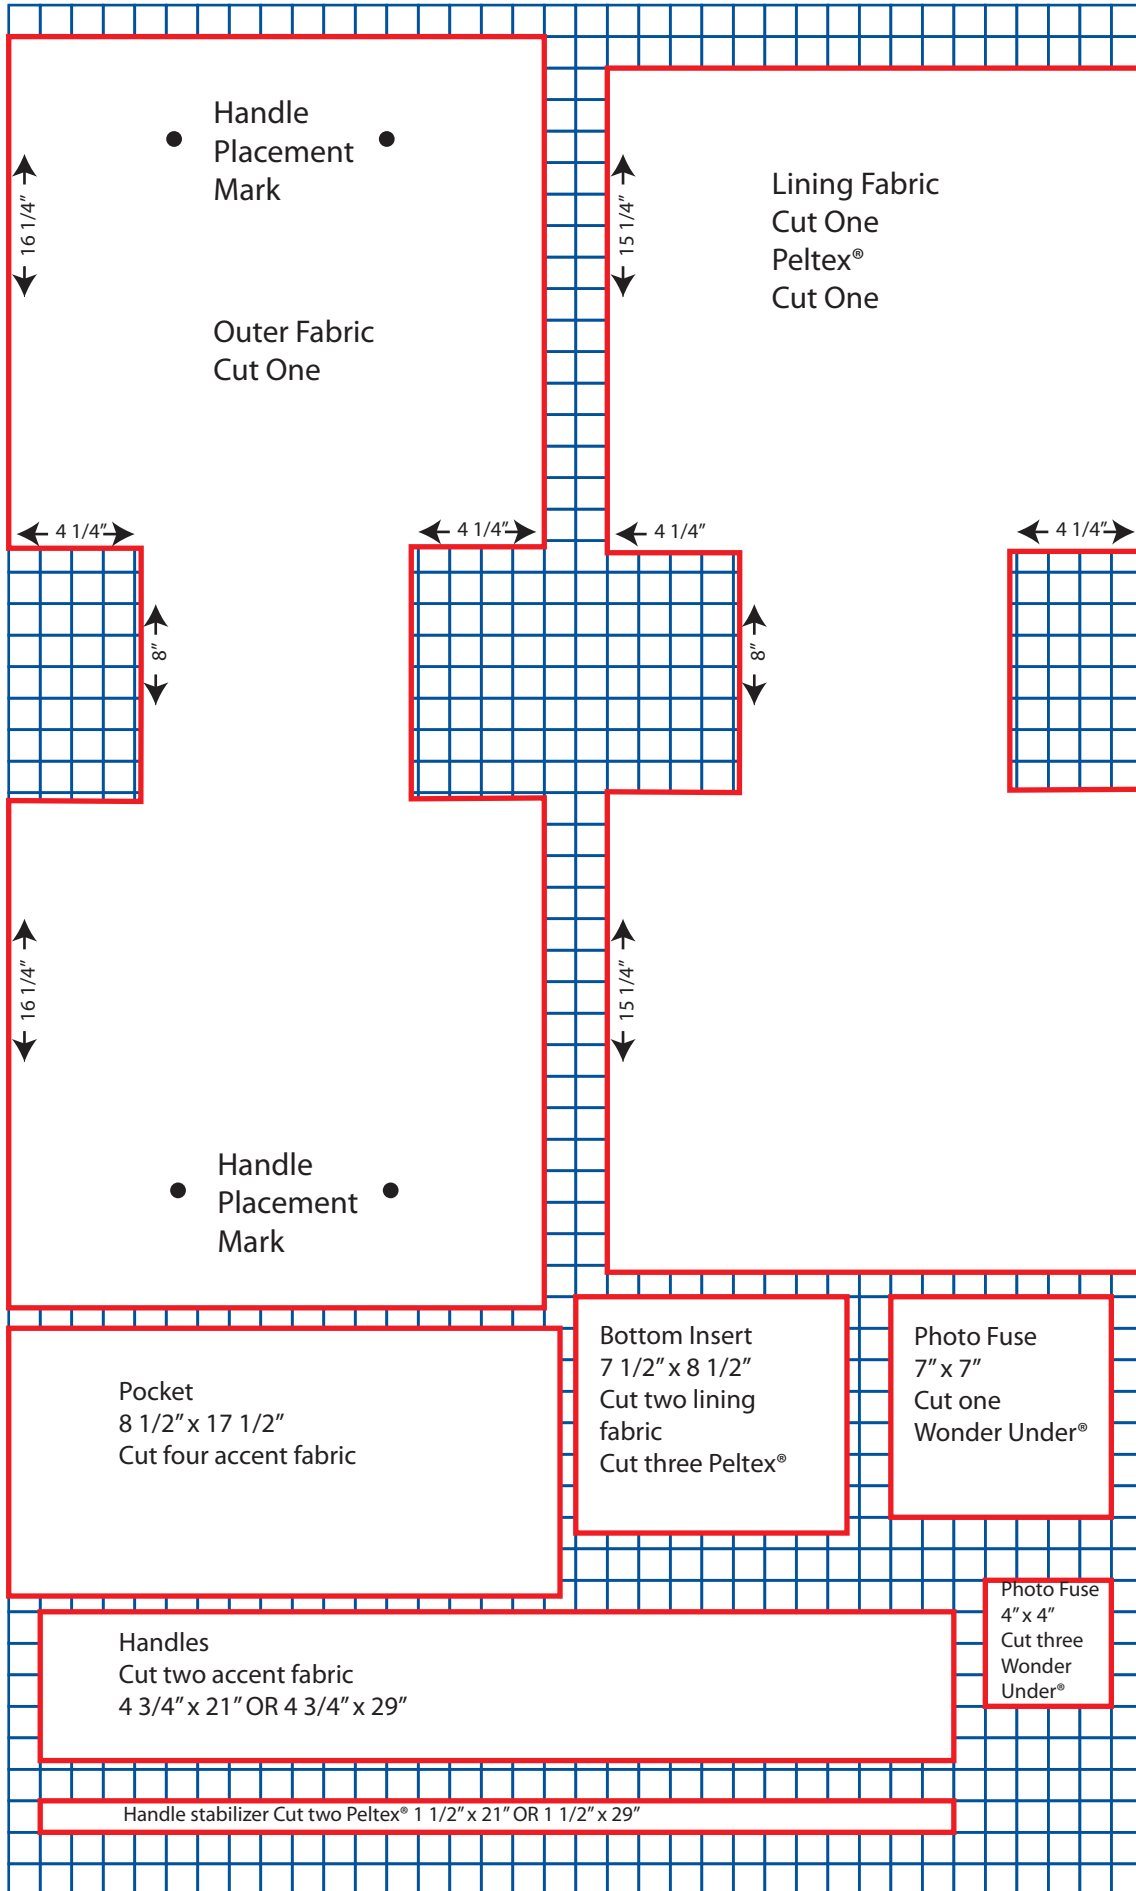 Handle
Placement
Mark
16 1/4”
Outer Fabric
Cut One
15 1/4”
Lining Fabric
Cut One
Peltex®
Cut One
4 1/4”
4 1/4”
4 1/4”
4 1/4”
8”
8”
16 1/4”
15 1/4”
Handle
Placement
Mark
Pocket
8 1/2” x 17 1/2”
Cut four accent fabric
Bottom Insert
7 1/2” x 8 1/2”
Cut two lining
fabric
Cut three Peltex®
Photo Fuse
7” x 7”
Cut one
Wonder Under®
Photo Fuse
4” x 4”
Cut three
Wonder
Under®
Handles
Cut two accent fabric
4 3/4” x 21” OR 4 3/4” x 29”
Handle stabilizer Cut two Peltex® 1 1/2” x 21” OR 1 1/2” x 29”